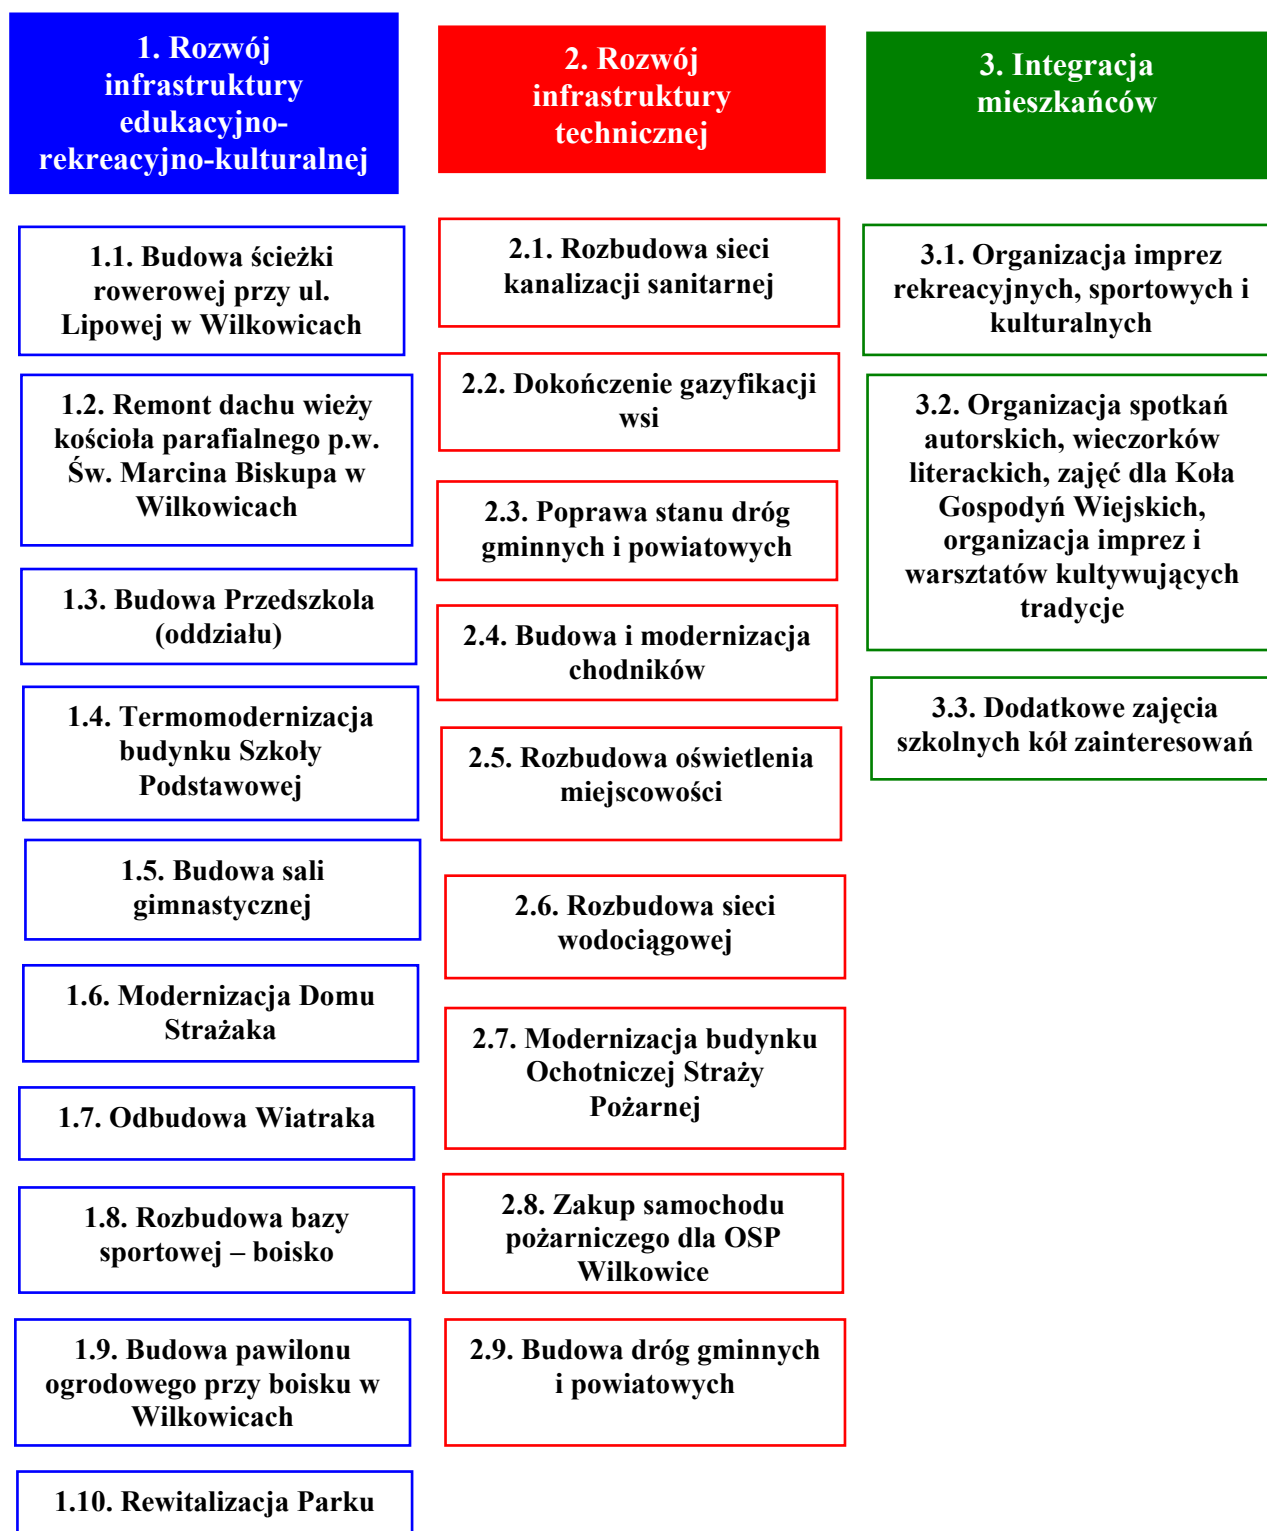 1. Rozwój
infrastruktury
edukacyjno-
rekreacyjno-kulturalnej
1.1. Budowa ścieżki
rowerowej przy ul.
Lipowej w Wilkowicach
1.2. Remont dachu wieży
kościoła parafialnego p.w.
Św. Marcina Biskupa w
Wilkowicach
1.3. Budowa Przedszkola
(oddziału)
1.4. Termomodernizacja
budynku Szkoły
Podstawowej
1.5. Budowa sali
gimnastycznej
1.6. Modernizacja Domu
Strażaka
1.7. Odbudowa Wiatraka
1.8. Rozbudowa bazy
sportowej – boisko
1.9. Budowa pawilonu
ogrodowego przy boisku w
Wilkowicach
1.10. Rewitalizacja Parku
2. Rozwój
infrastruktury
technicznej
2.1. Rozbudowa sieci
kanalizacji sanitarnej
2.2. Dokończenie gazyfikacji
wsi
2.3. Poprawa stanu dróg
gminnych i powiatowych
2.4. Budowa i modernizacja
chodników
2.5. Rozbudowa oświetlenia
miejscowości
2.6. Rozbudowa sieci
wodociągowej
2.7. Modernizacja budynku
Ochotniczej Straży
Pożarnej
2.8. Zakup samochodu
pożarniczego dla OSP
Wilkowice
2.9. Budowa dróg gminnych
i powiatowych
3. Integracja
mieszkańców
3.1. Organizacja imprez
rekreacyjnych, sportowych i
kulturalnych
3.2. Organizacja spotkań
autorskich, wieczorków
literackich, zajęć dla Koła
Gospodyń Wiejskich,
organizacja imprez i
warsztatów kultywujących
tradycje
3.3. Dodatkowe zajęcia
szkolnych kół zainteresowań